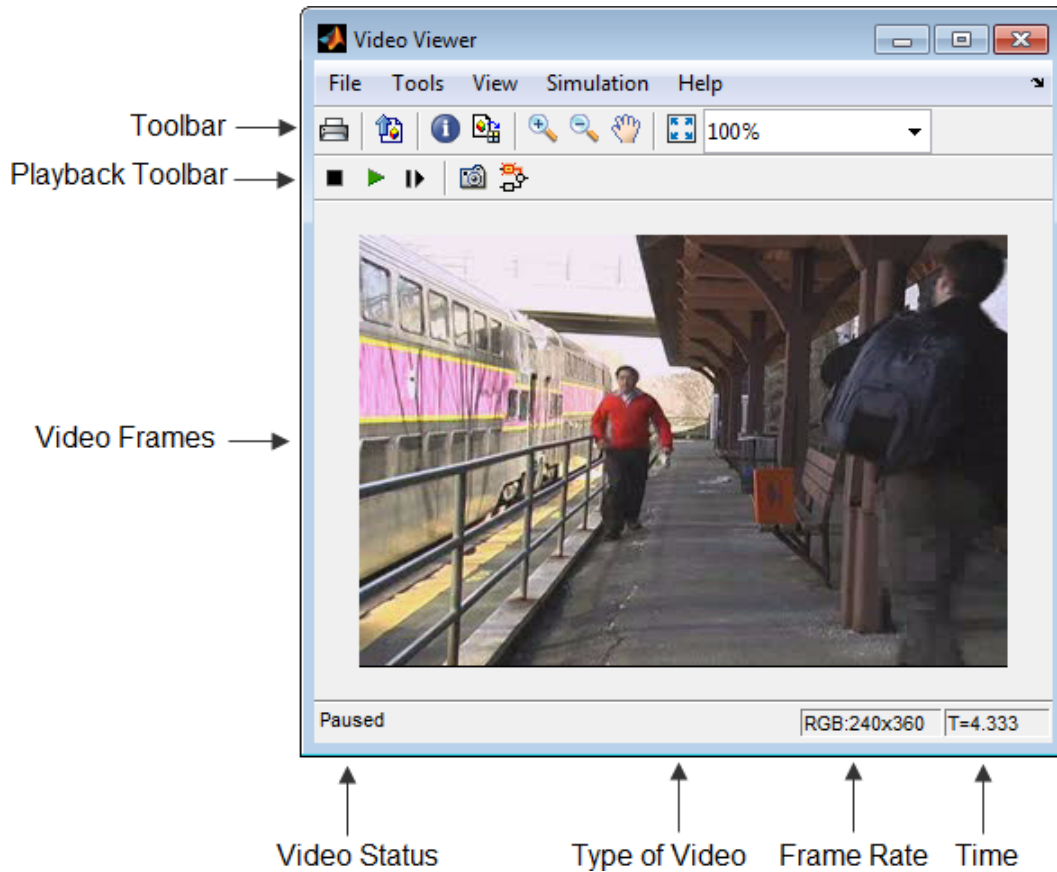 Video Viewer
File Tools View Simulation Help
Toolbar
100%
Playback Toolbar
Video Frames
Paused
RGB:240x360
T=4.333
Video Status
Type of Video
Frame Rate
Time